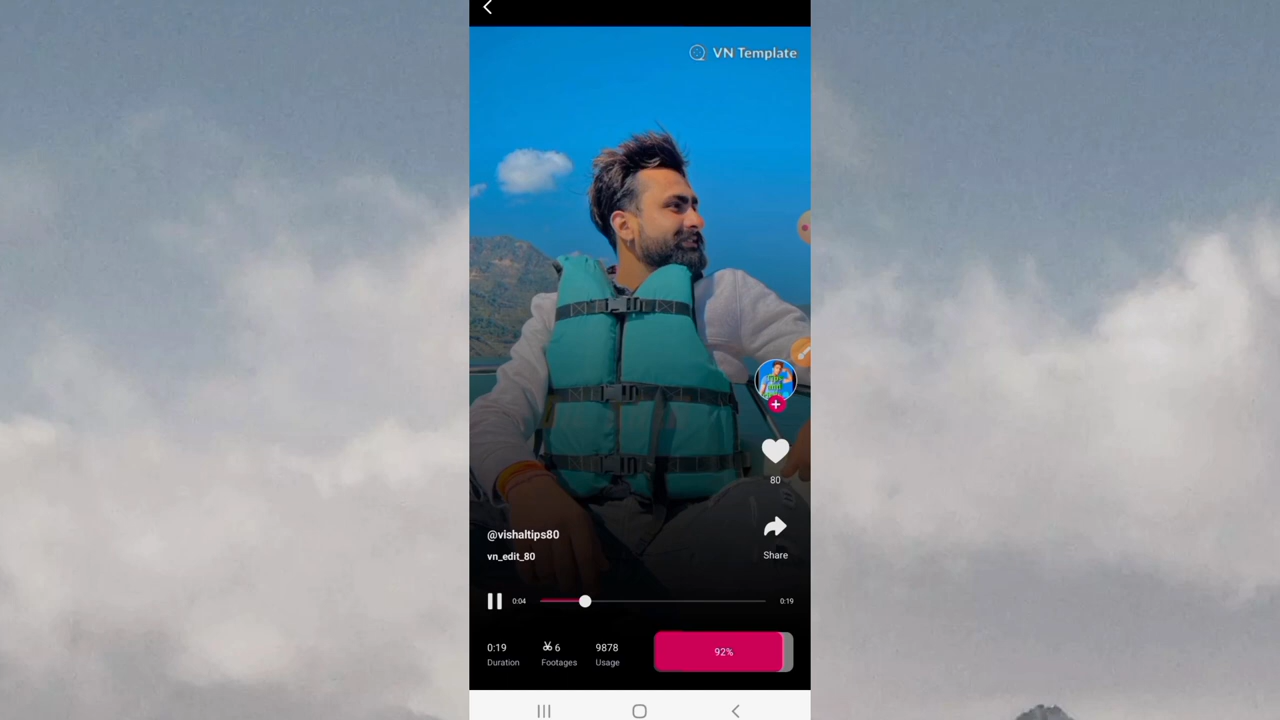 VN Template
80
@vishaltips80
Share
vn_edit_80
0:04
0:19
0:19
6
9878
92%
Duration
Footages
Usage